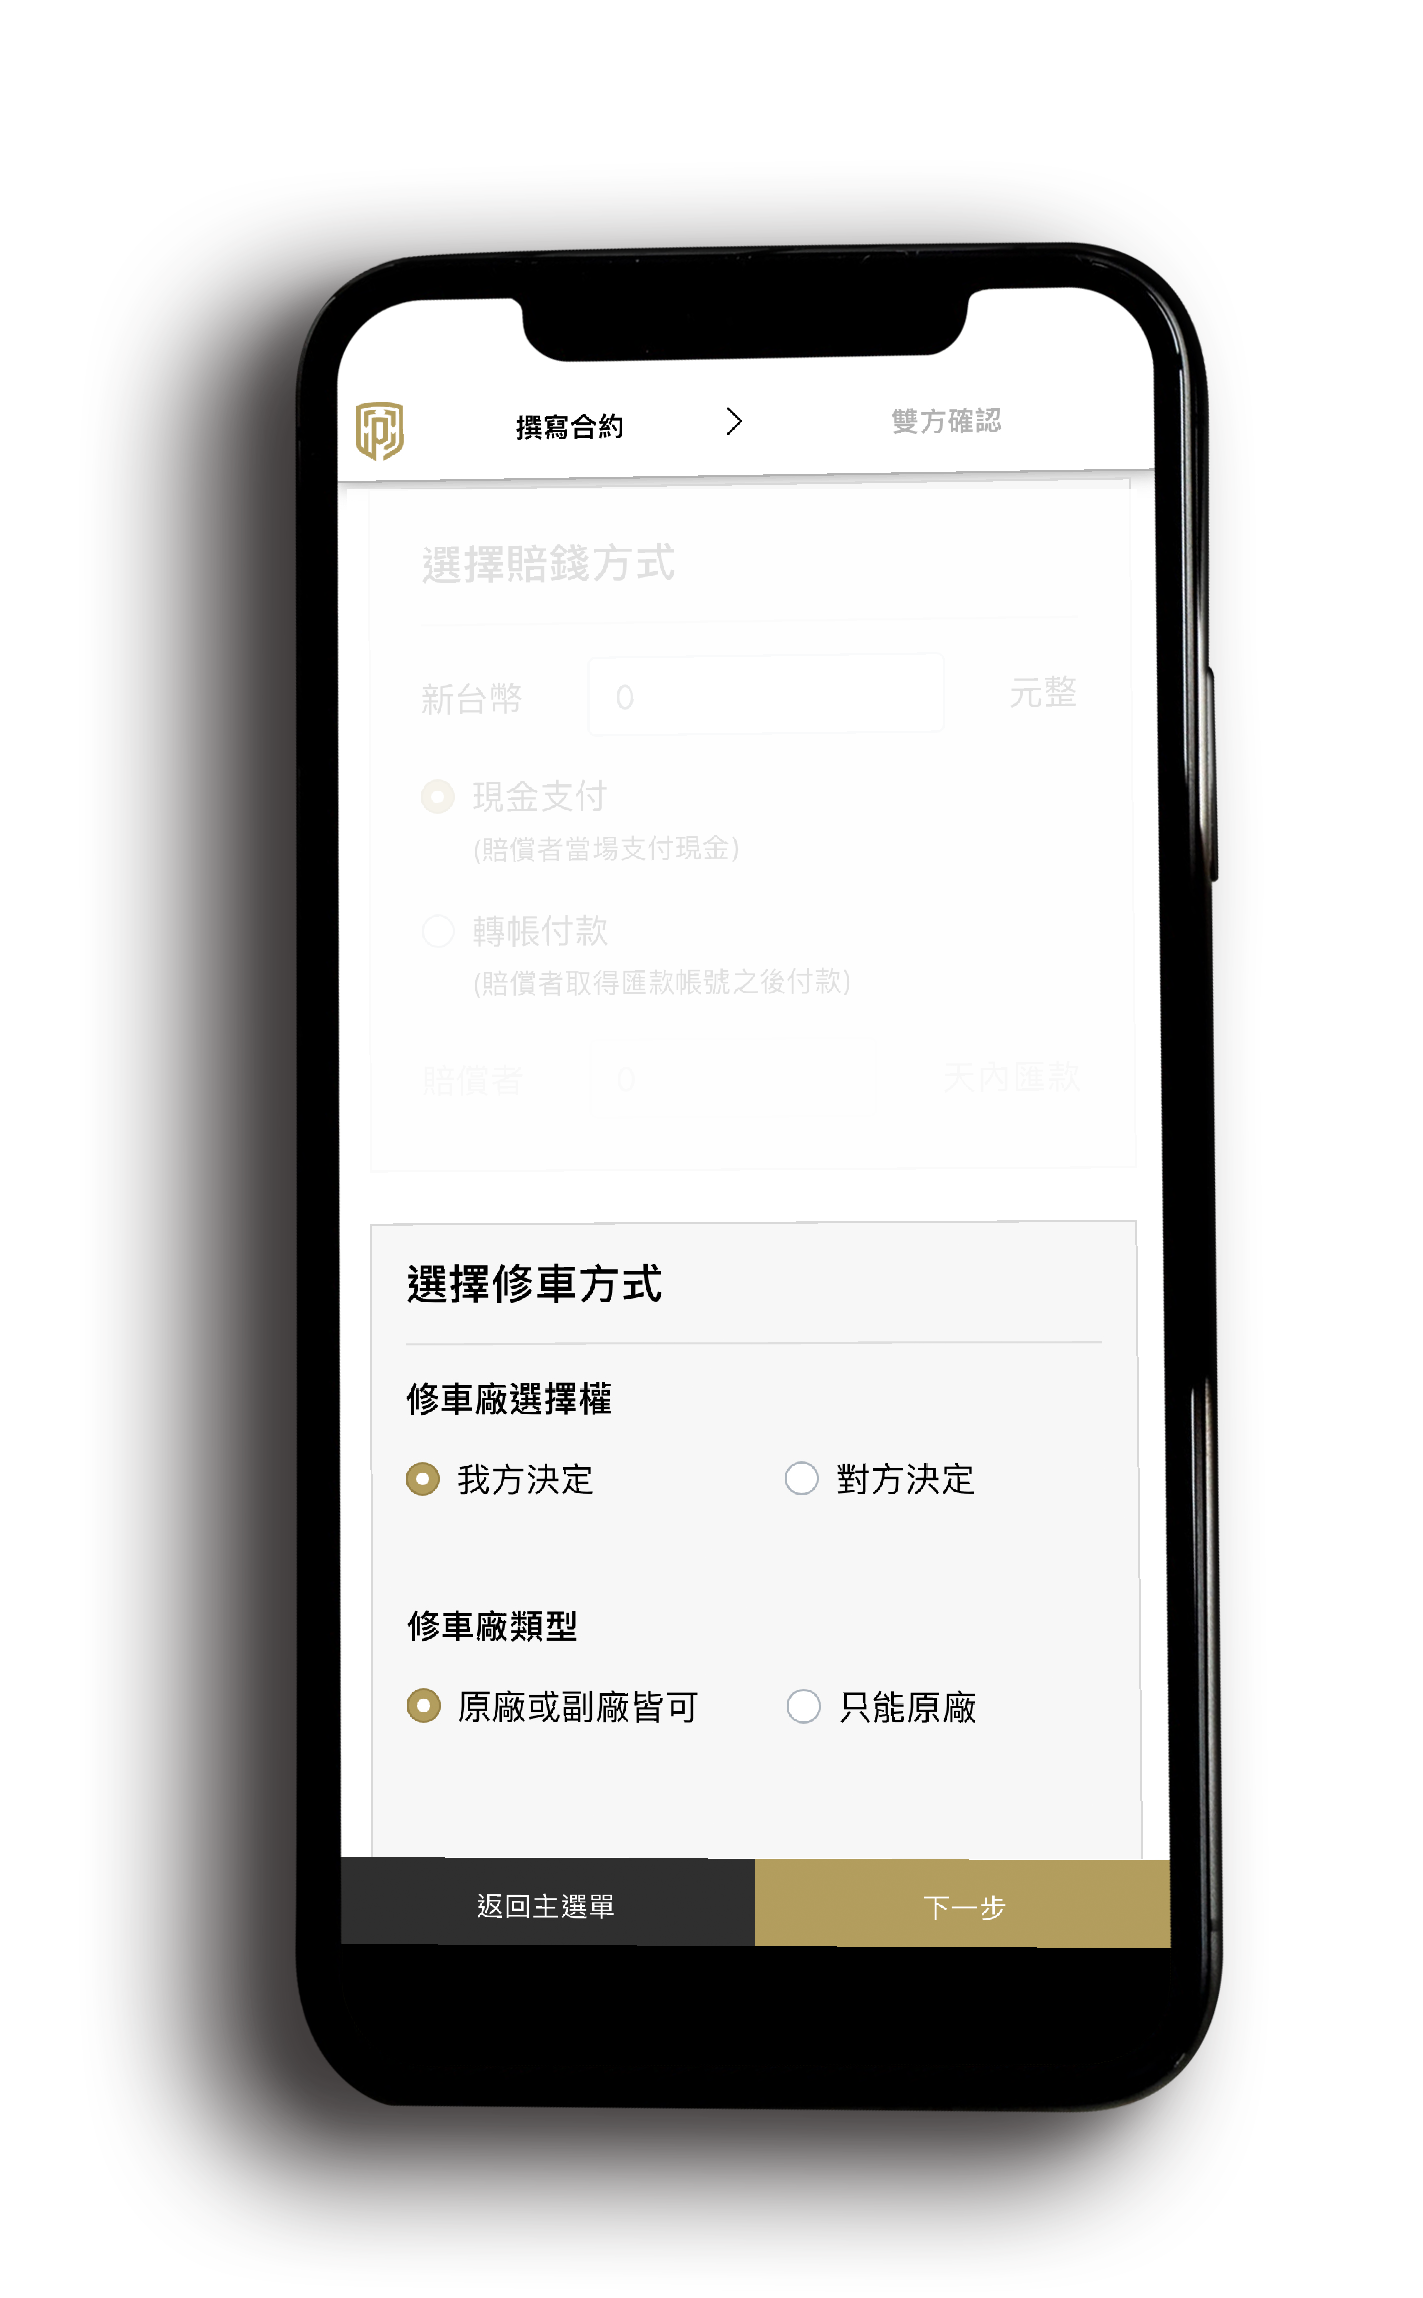 撰寫合約 > 雙方確認
選擇賠錢方式
新台幣 0 元整
現金支付
(賠償者當場支付現金)
轉帳付款
(賠償者取得匯款帳號之後付款)
賠償者 0 天內匯款
選擇修車方式
修車廠選擇權
我方決定 對方決定
修車廠類型
原廠或副廠皆可 只能原廠
返回主選單 下一步